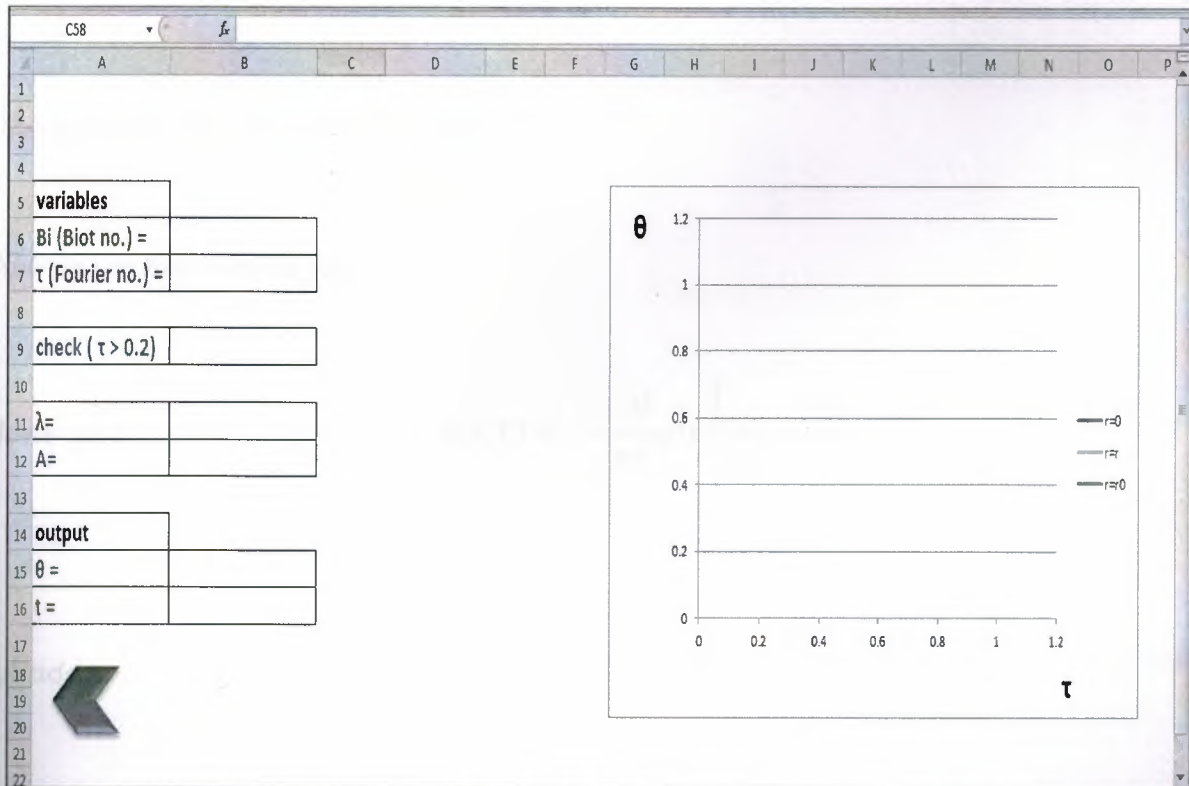 C58 fx
A B C D E F G H I J K L M N O P
1
2
3
4
5 variables
6 Bi (Biot no.) =
7 τ (Fourier no.) =
8
9 check ( τ > 0.2)
10
11 λ=
12 A=
13
14 output
15 θ =
16 t =
17
18
19
20
21
22
θ
1.2
1
0.8
0.6
0.4
0.2
0
0 0.2 0.4 0.6 0.8 1 1.2
τ
r=0
r=r
r=r0